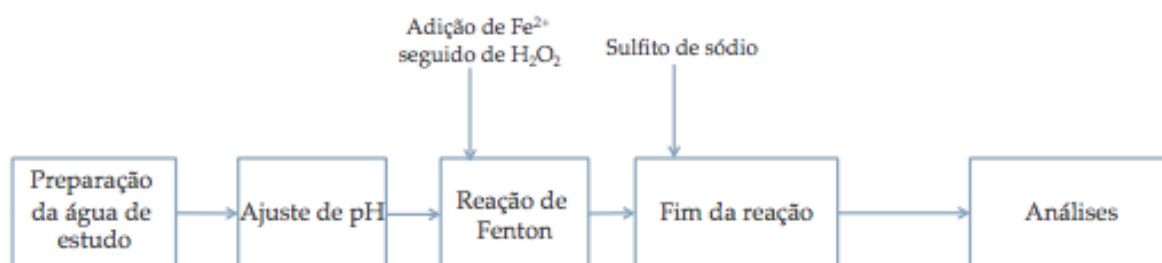 Adição de Fe²⁺
seguido de H₂O₂
Sulfito de sódio
Preparação
da água de
estudo
Ajuste de pH
Reação de
Fenton
Fim da reação
Análises